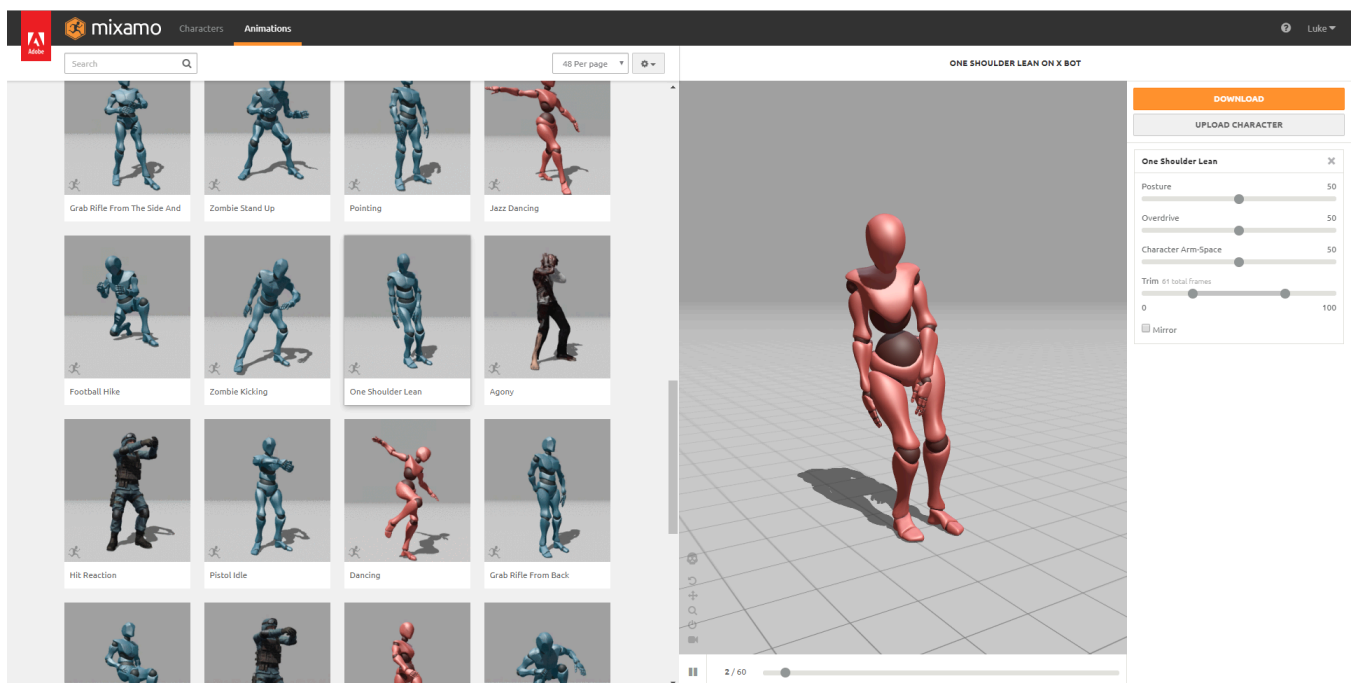 Adobe
mixamo
Characters
Animations
Luke
Search
48 Per page
ONE SHOULDER LEAN ON X BOT
Grab Rifle From The Side And
Zombie Stand Up
Pointing
Jazz Dancing
Football Hike
Zombie Kicking
One Shoulder Lean
Agony
Hit Reaction
Pistol Idle
Dancing
Grab Rifle From Back
DOWNLOAD
UPLOAD CHARACTER
One Shoulder Lean
Posture 50
Overdrive 50
Character Arm-Space 50
Trim 61 total frames
0 100
Mirror
2 / 60